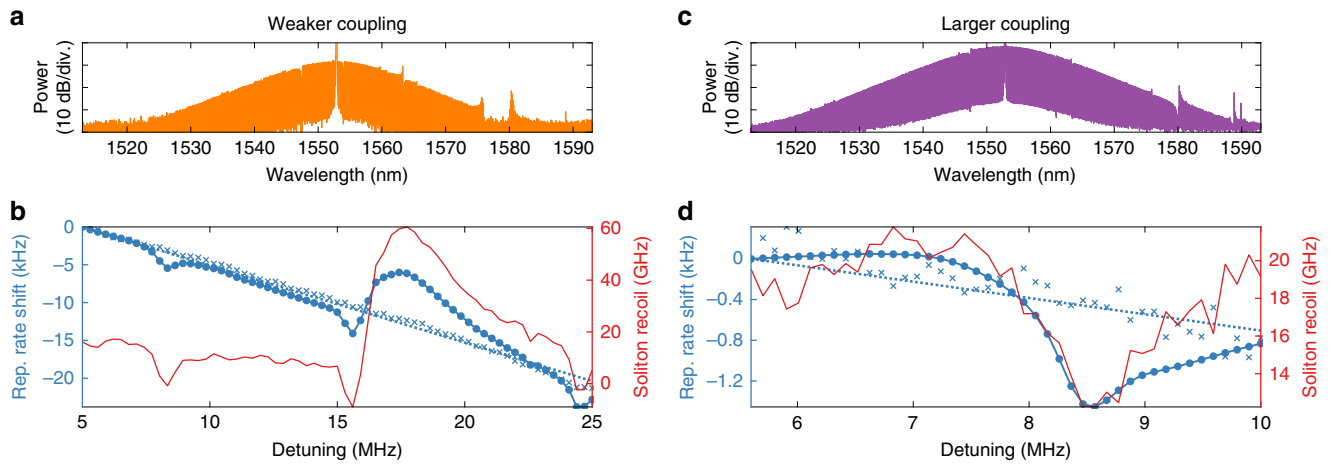 a
Weaker coupling
Power
(10 dB/div.)
1520 1530 1540 1550 1560 1570 1580 1590
Wavelength (nm)
c
Larger coupling
Power
(10 dB/div.)
1520 1530 1540 1550 1560 1570 1580 1590
Wavelength (nm)
b
Rep. rate shift (kHz)
0
−5
−10
−15
−20
60
40
20
0
Soliton recoil (GHz)
5 10 15 20 25
Detuning (MHz)
d
Rep. rate shift (kHz)
0
−0.4
−0.8
−1.2
20
18
16
14
Soliton recoil (GHz)
6 7 8 9 10
Detuning (MHz)